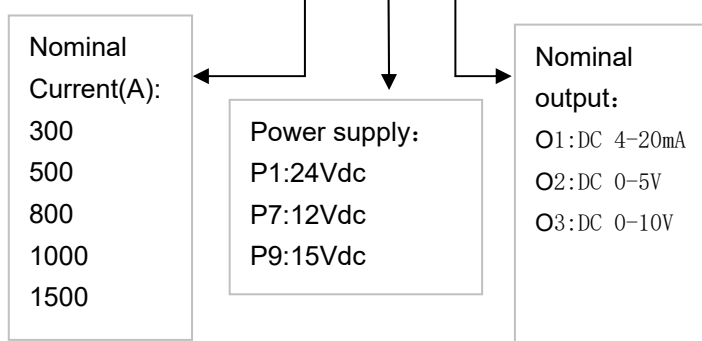 Nominal
Current(A):
300
500
800
1000
1500
Power supply：
P1:24Vdc
P7:12Vdc
P9:15Vdc
Nominal
output：
O1:DC 4-20mA
O2:DC 0-5V
O3:DC 0-10V